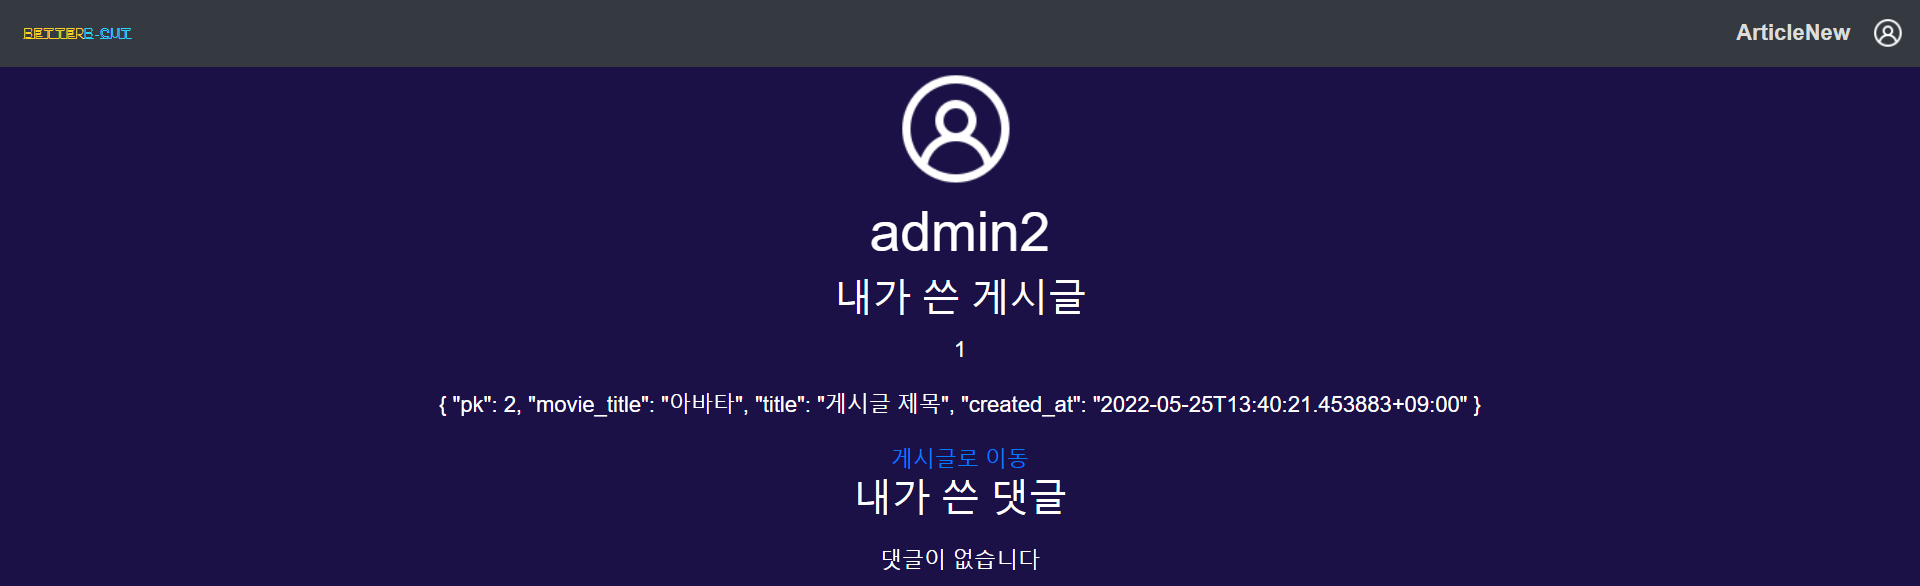 BETTERB-CUT
ArticleNew
admin2
내가 쓴 게시글
1
{ "pk": 2, "movie_title": "아바타", "title": "게시글 제목", "created_at": "2022-05-25T13:40:21.453883+09:00" }
게시글로 이동
내가 쓴 댓글
댓글이 없습니다